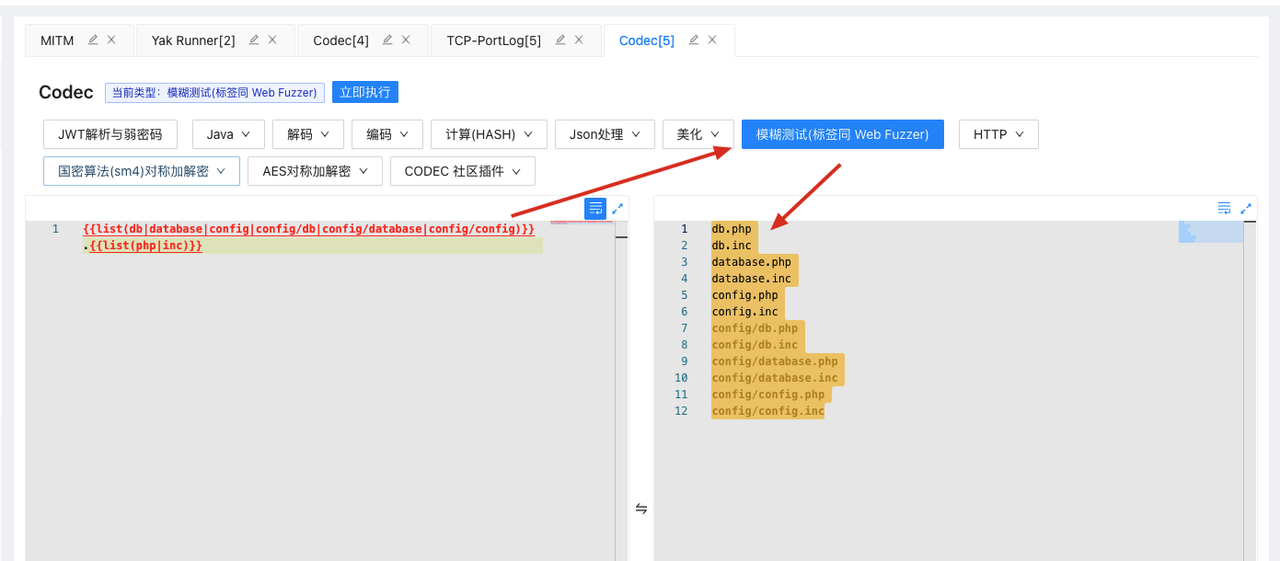 MITM Yak Runner[2] Codec[4] TCP-PortLog[5] Codec[5]
Codec 当前类型：模糊测试(标签同 Web Fuzzer) 立即执行
JWT解析与弱密码 Java 解码 编码 计算(HASH) Json处理 美化 模糊测试(标签同 Web Fuzzer) HTTP
国密算法(sm4)对称加解密 AES对称加解密 CODEC 社区插件
1 {{list(db|database|config|config/db|config/database|config/config)}}
.{{list(php|inc)}}
1 db.php
2 db.inc
3 database.php
4 database.inc
5 config.php
6 config.inc
7 config/db.php
8 config/db.inc
9 config/database.php
10 config/database.inc
11 config/config.php
12 config/config.inc